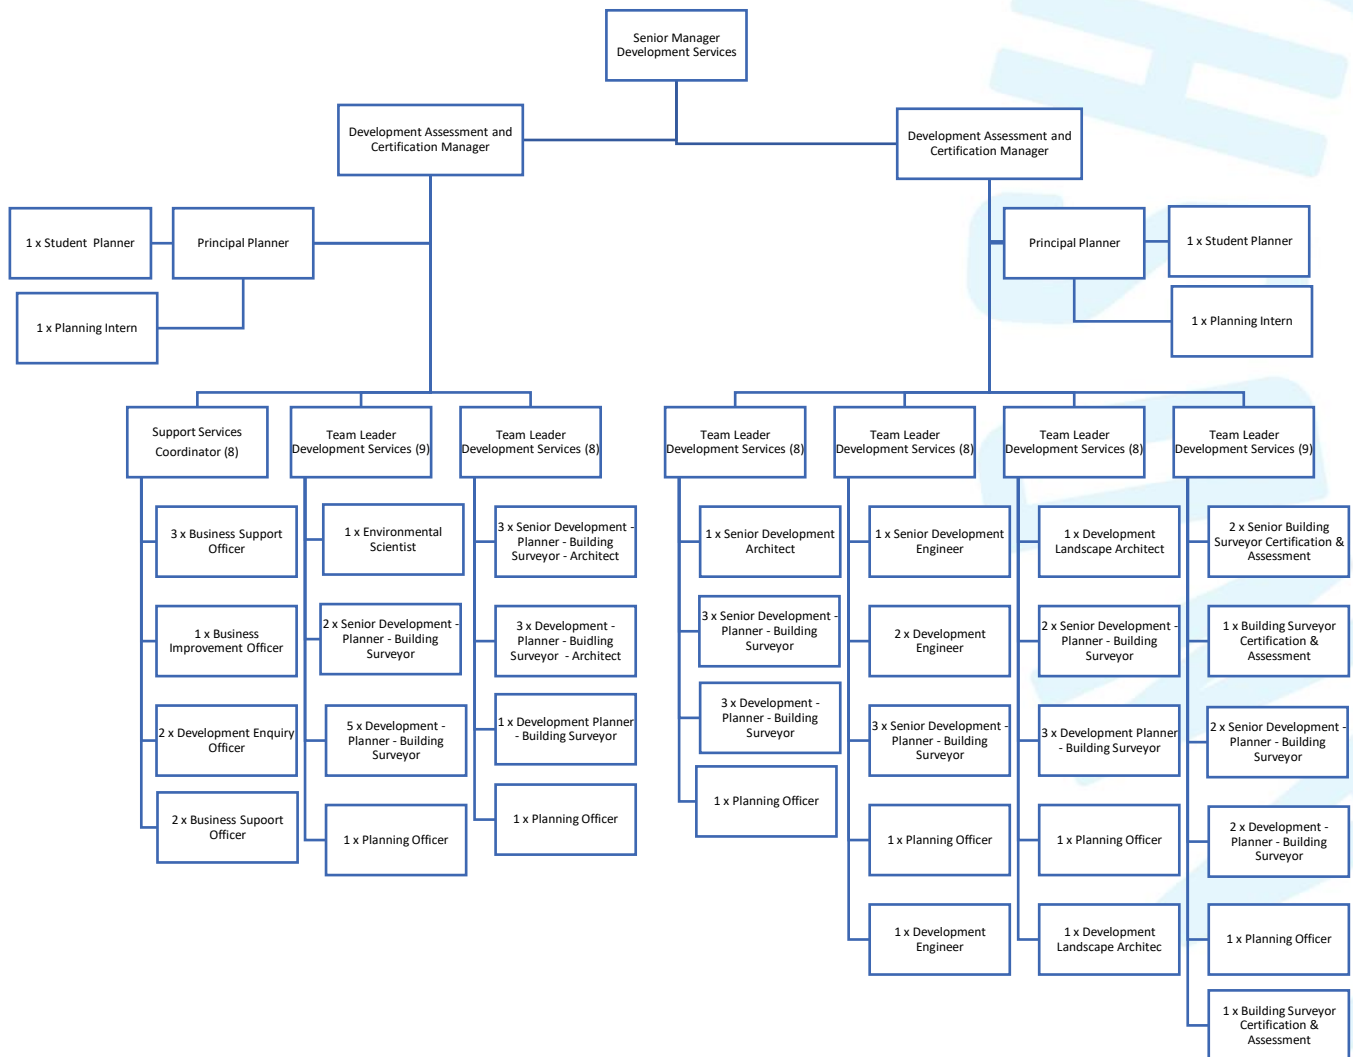 Senior Manager
Development Services
Development Assessment and
Certification Manager
Development Assessment and
Certification Manager
1 x Student Planner
Principal Planner
1 x Planning Intern
Principal Planner
1 x Student Planner
1 x Planning Intern
Support Services
Coordinator (8)
Team Leader
Development Services (9)
Team Leader
Development Services (8)
Team Leader
Development Services (8)
Team Leader
Development Services (8)
Team Leader
Development Services (8)
Team Leader
Development Services (9)
3 x Business Support
Officer
1 x Business
Improvement Officer
2 x Development Enquiry
Officer
2 x Business Supoort
Officer
1 x Environmental
Scientist
2 x Senior Development -
Planner - Building
Surveyor
5 x Development -
Planner - Building
Surveyor
1 x Planning Officer
3 x Senior Development -
Planner - Building
Surveyor - Architect
3 x Development -
Planner - Buidling
Surveyor - Architect
1 x Development Planner
- Building Surveyor
1 x Planning Officer
1 x Senior Development
Architect
3 x Senior Development -
Planner - Building
Surveyor
3 x Development -
Planner - Building
Surveyor
1 x Planning Officer
1 x Senior Development
Engineer
2 x Development
Engineer
3 x Senior Development -
Planner - Building
Surveyor
1 x Planning Officer
1 x Development
Engineer
1 x Development
Landscape Architect
2 x Senior Development -
Planner - Building
Surveyor
3 x Development Planner
- Building Surveyor
1 x Planning Officer
1 x Development
Landscape Architec
2 x Senior Building
Surveyor Certification &
Assessment
1 x Building Surveyor
Certification &
Assessment
2 x Senior Development -
Planner - Building
Surveyor
2 x Development -
Planner - Building
Surveyor
1 x Planning Officer
1 x Building Surveyor
Certification &
Assessment